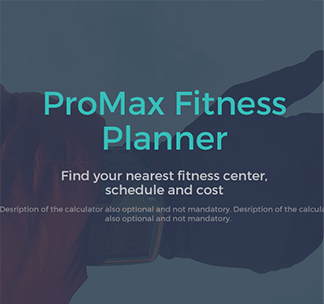 ProMax Fitness
Planner
Find your nearest fitness center,
schedule and cost
Desription of the calculator also optional and not mandatory. Desription of the calcula
also optional and not mandatory.